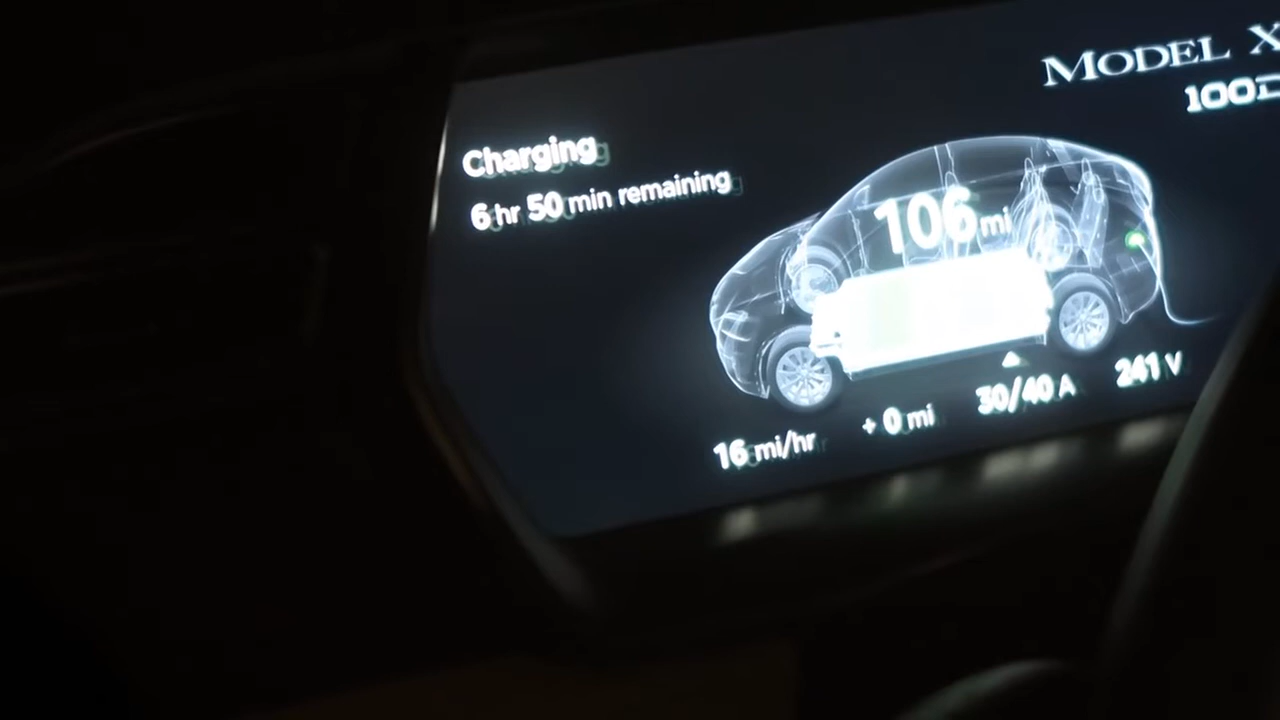 MODEL X
100D
Charging
6 hr 50 min remaining
106 mi
16 mi/hr
+ 0 mi
30/40 A
241 V